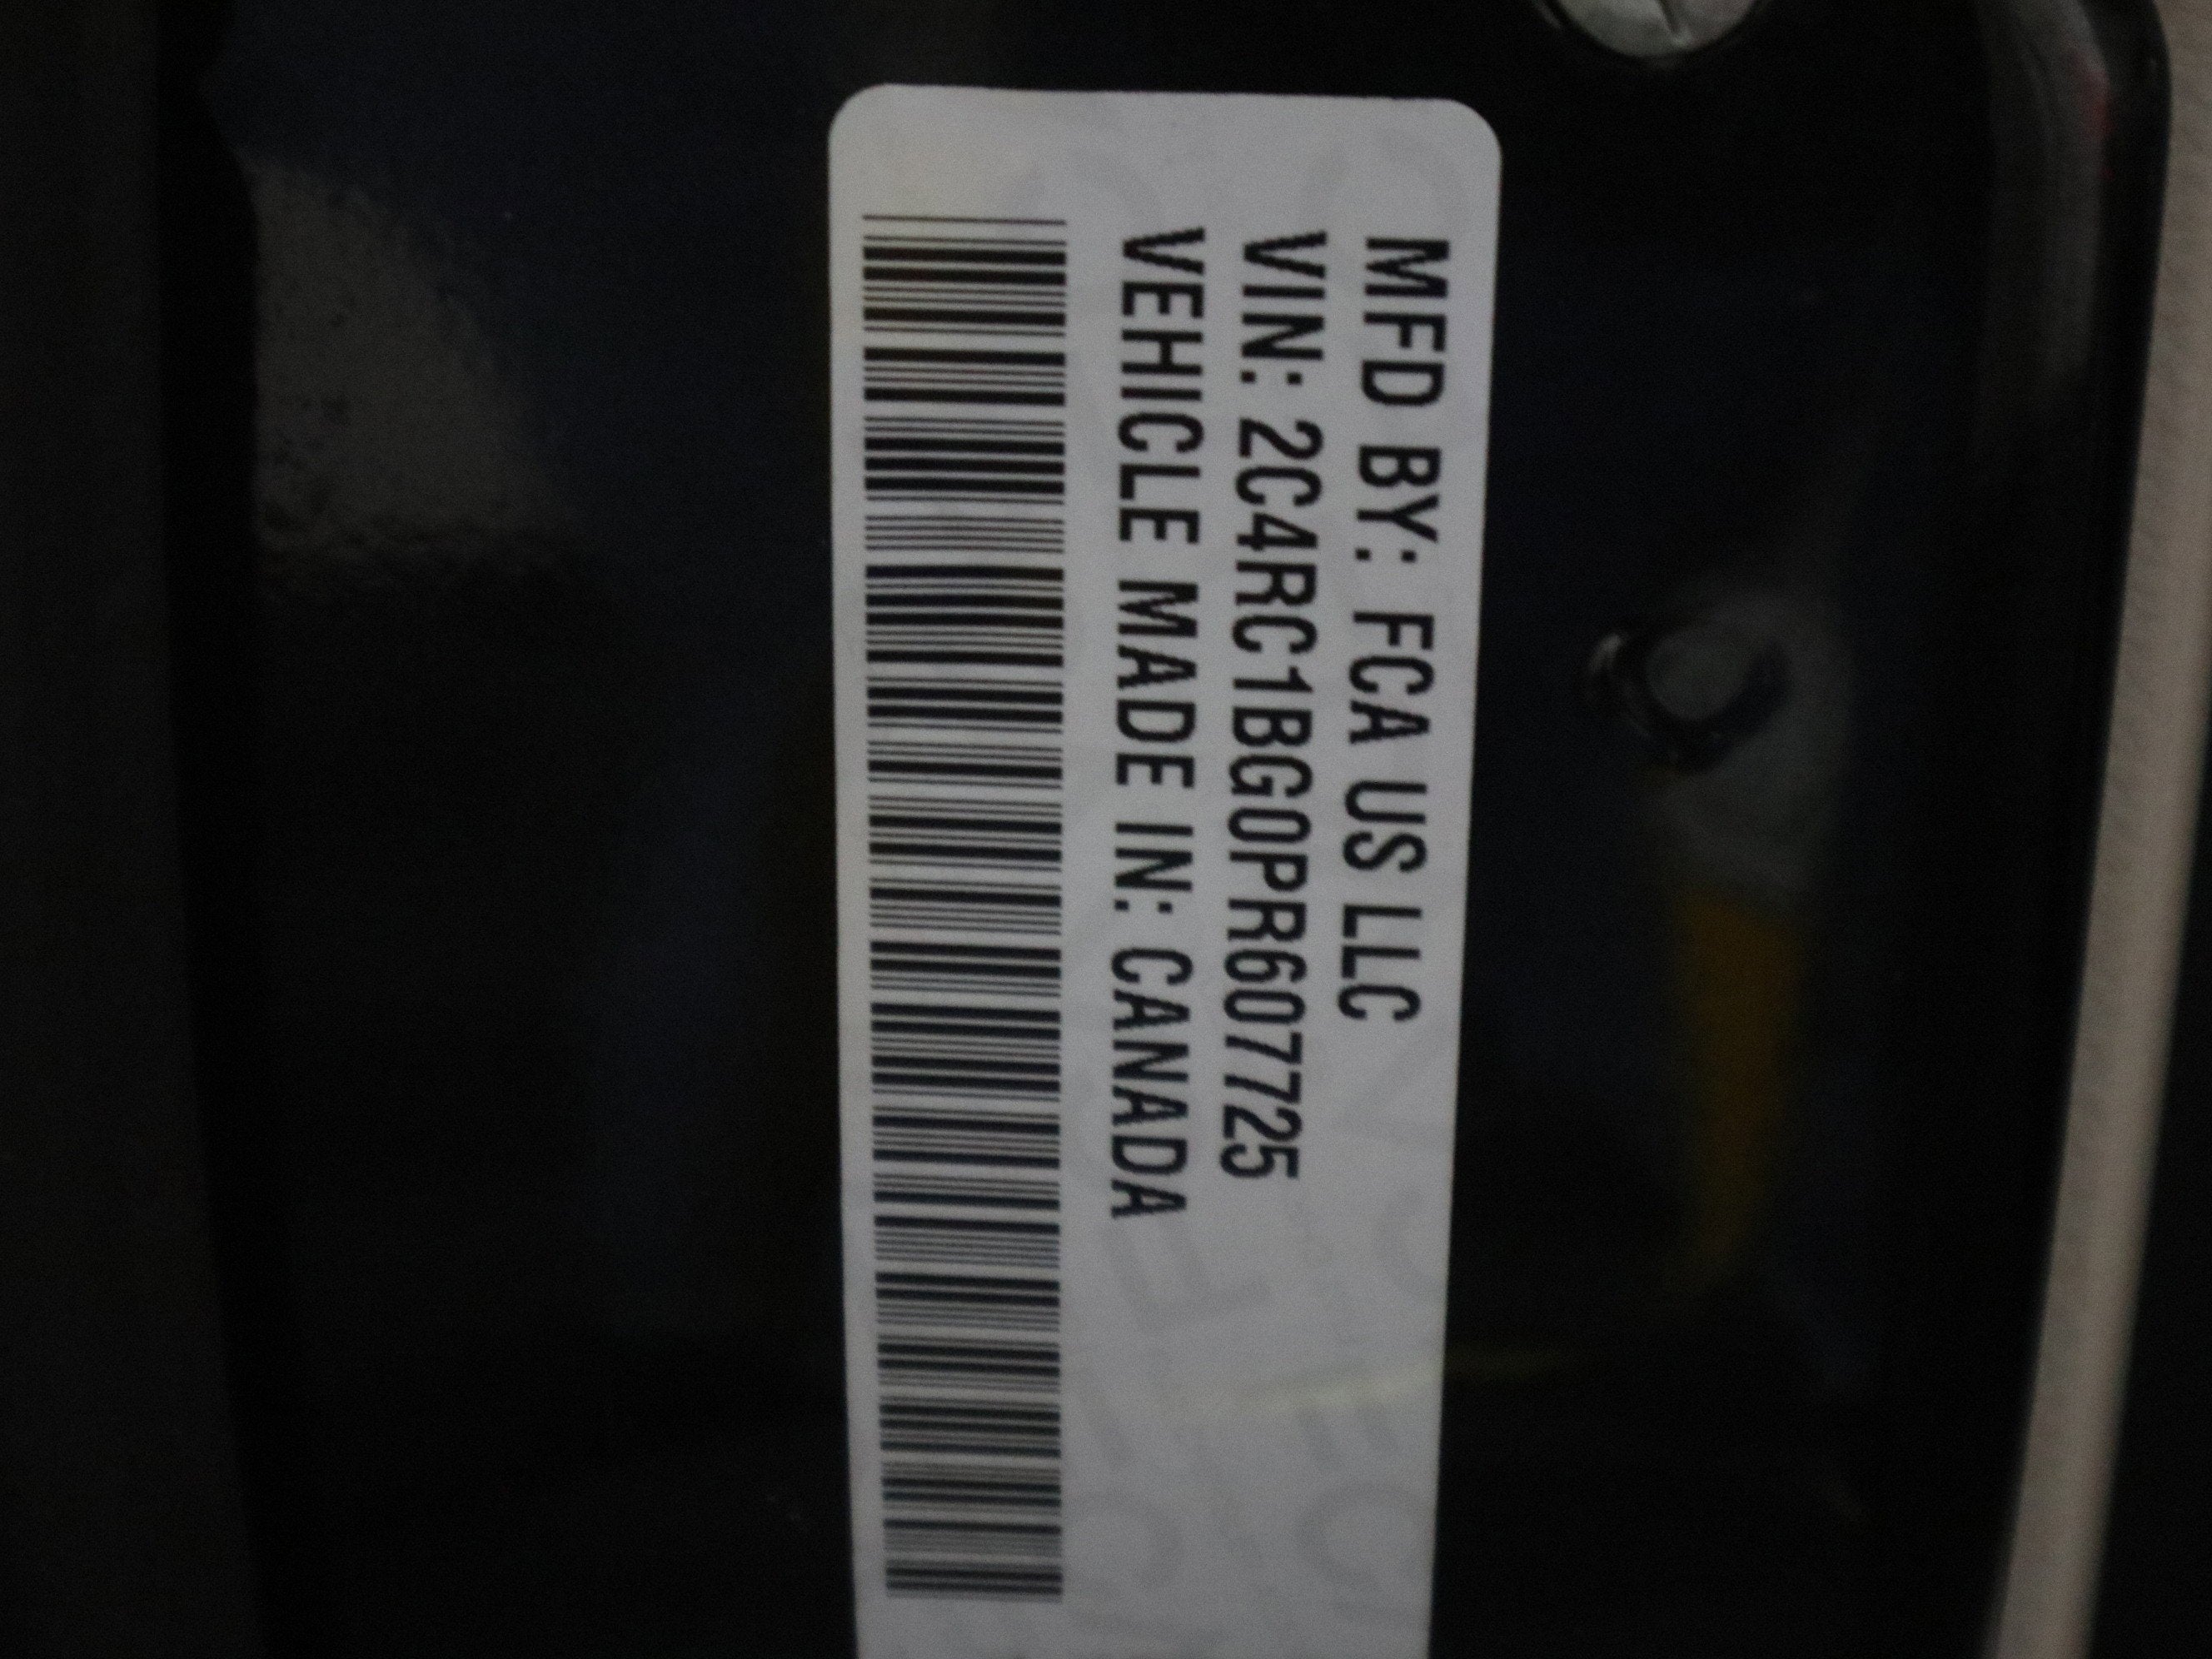 MFD BY: FCA US LLC
VIN: 2C4RC1BG0PR607725
VEHICLE MADE IN: CANADA